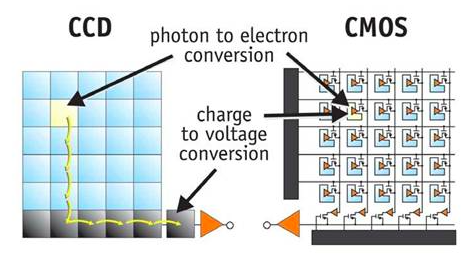 CCD
photon to electron
conversion
CMOS
charge
to voltage
conversion